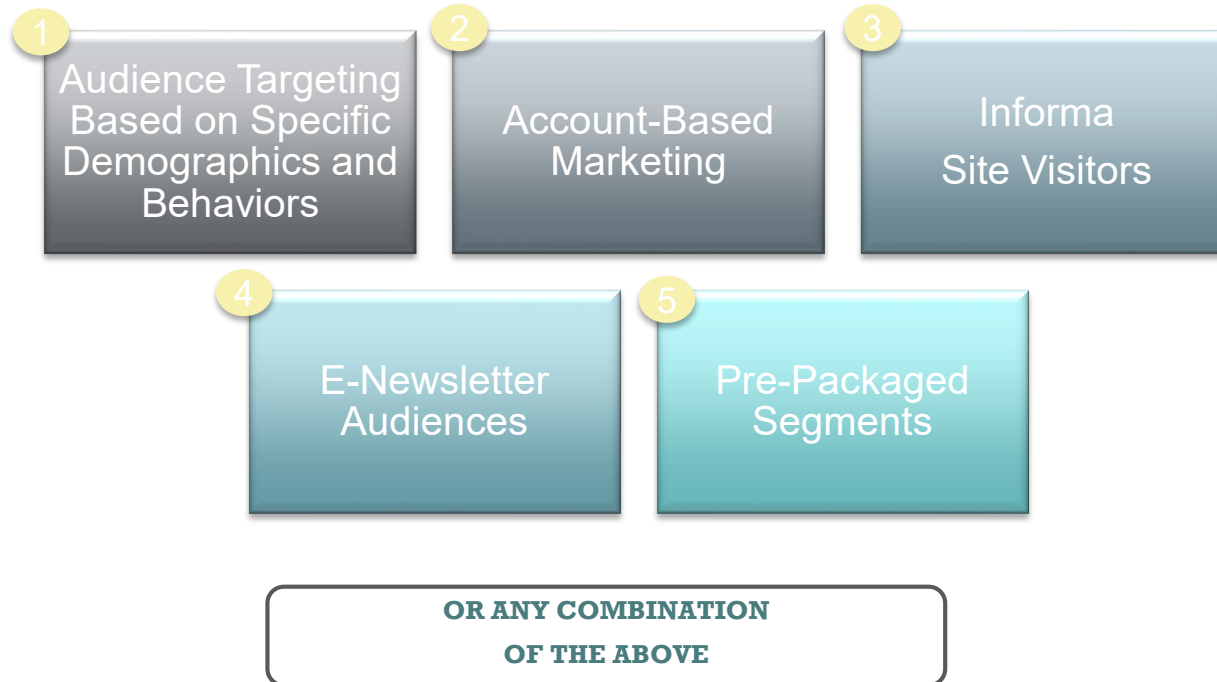 1
Audience Targeting
Based on Specific
Demographics and
Behaviors
2
Account-Based
Marketing
3
Informa
Site Visitors
4
E-Newsletter
Audiences
5
Pre-Packaged
Segments
OR ANY COMBINATION
OF THE ABOVE